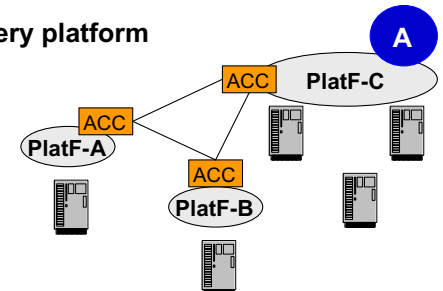 ery platform
A
ACC
PlatF-C
ACC
PlatF-A
ACC
PlatF-B